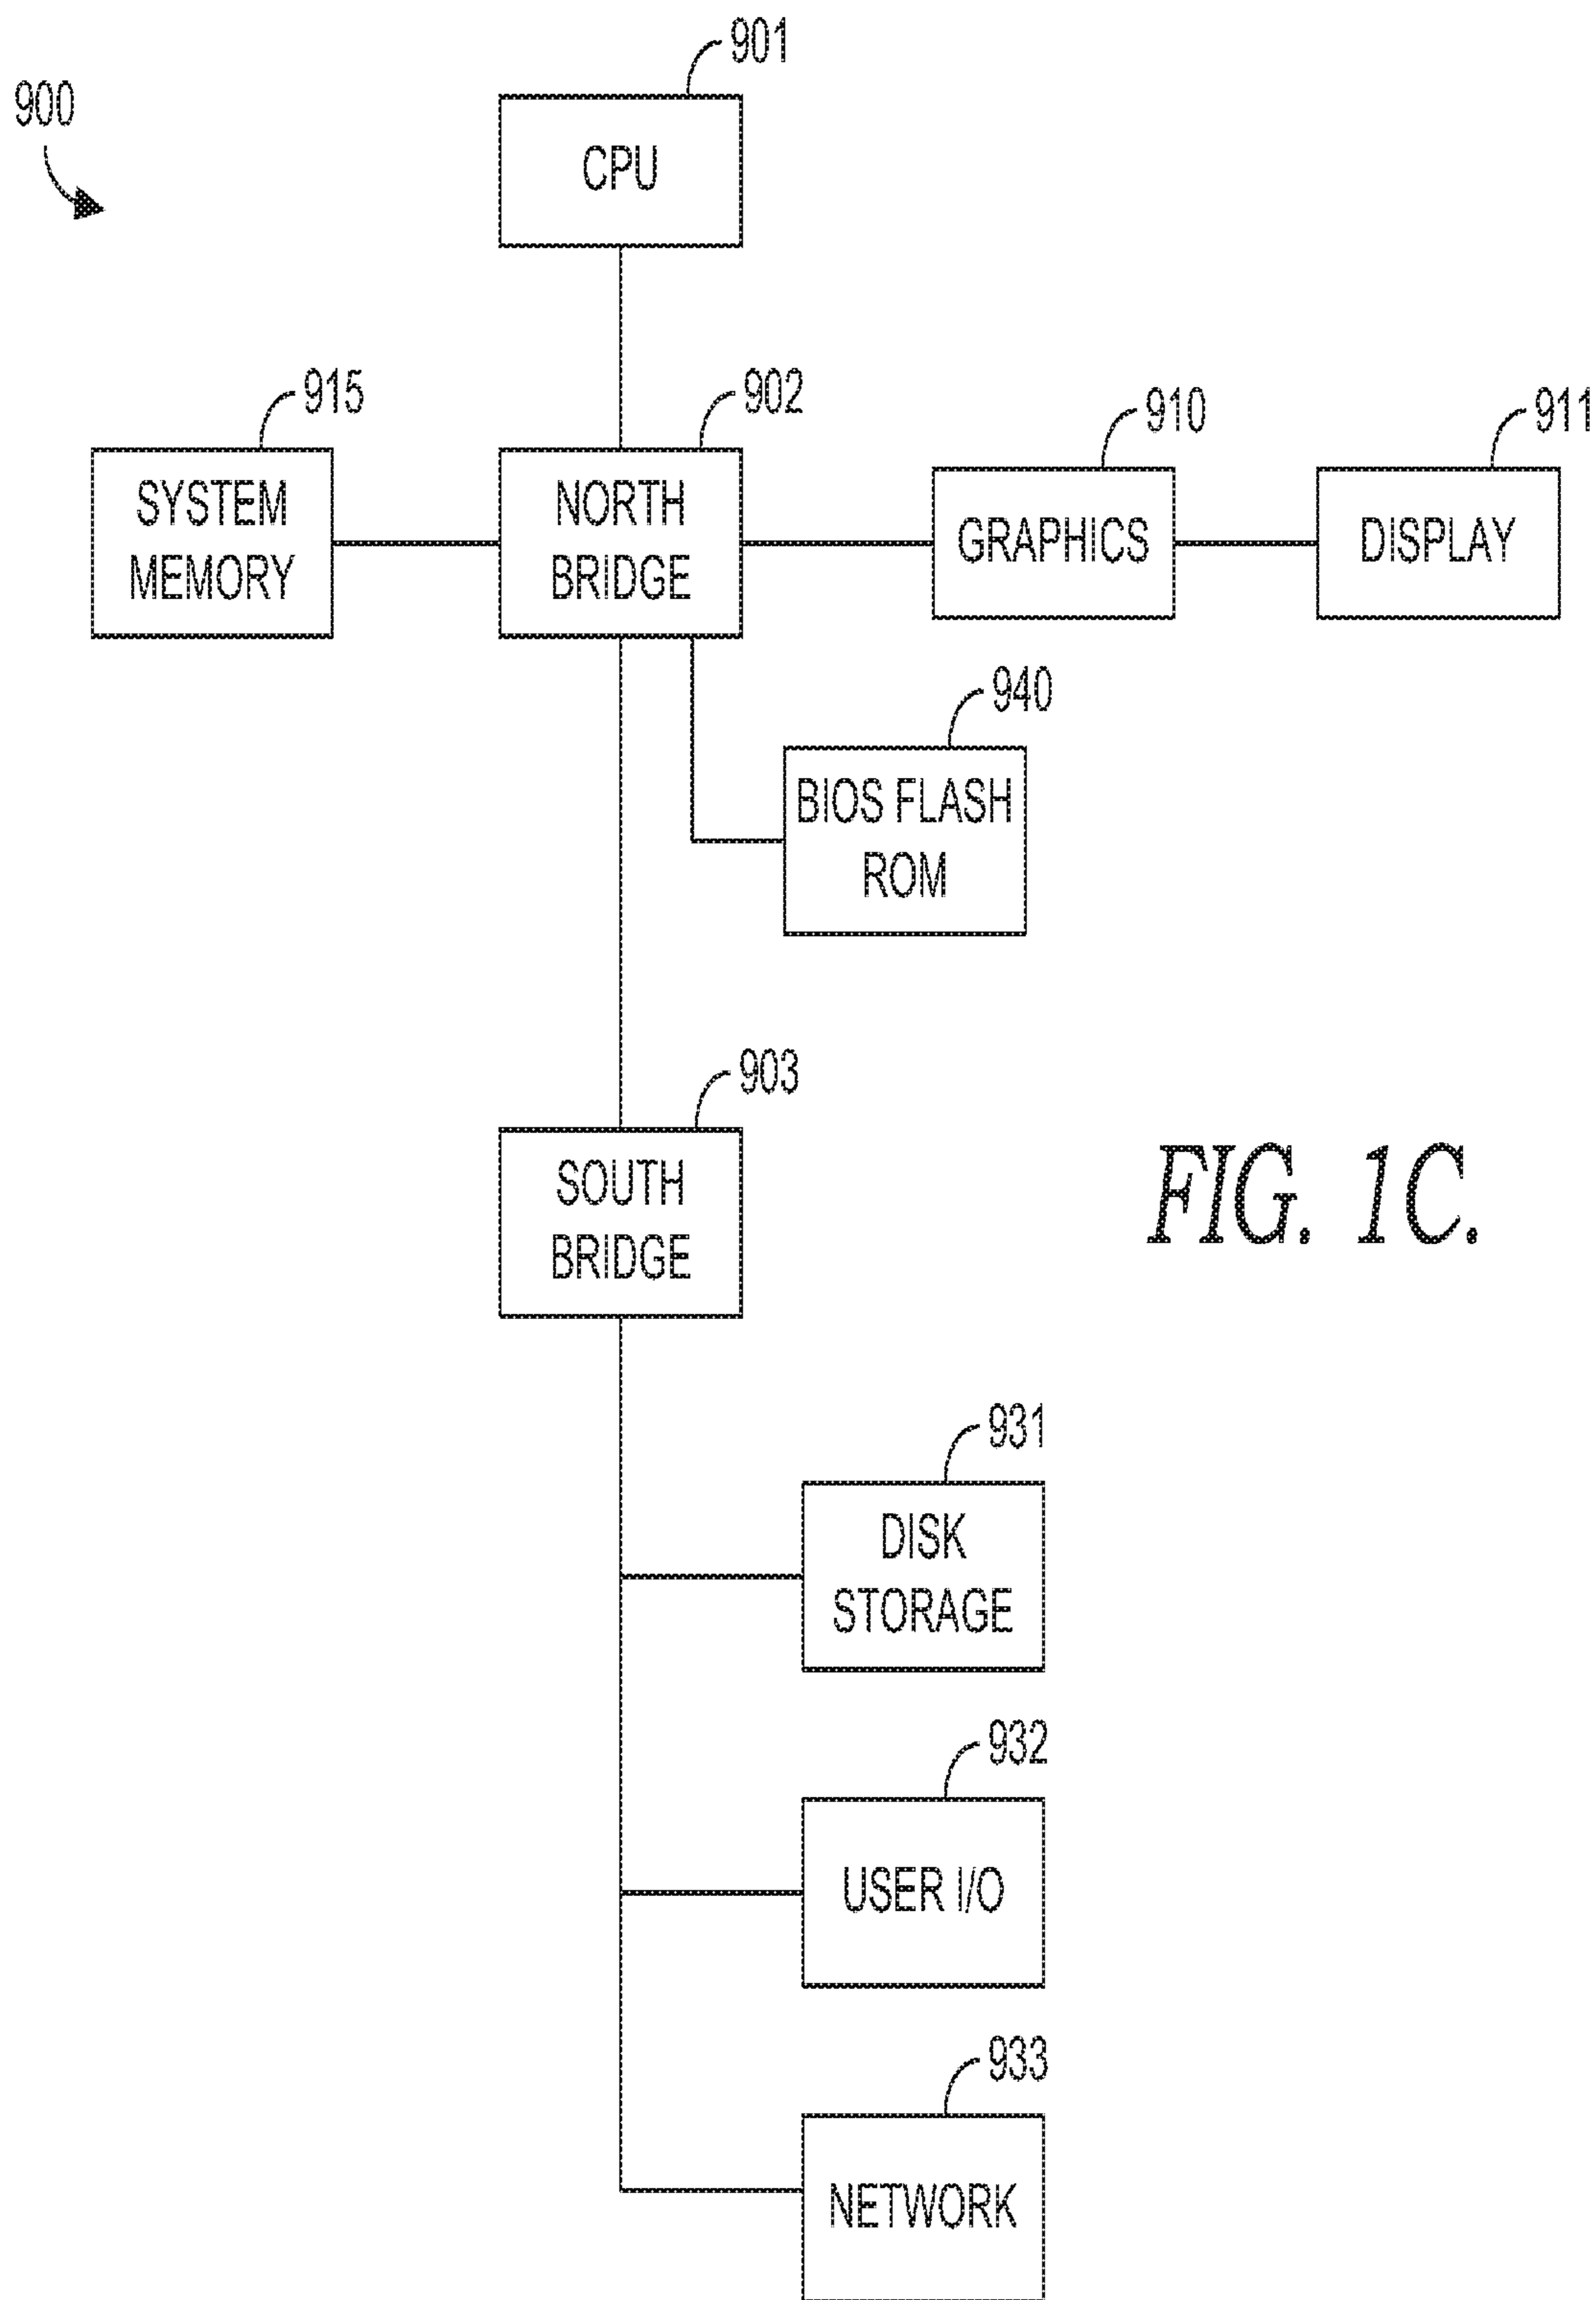 901
900
CPU
915
902
910
911
SYSTEM
MEMORY
NORTH
BRIDGE
GRAPHICS
DISPLAY
940
BIOS FLASH
ROM
903
SOUTH
BRIDGE
FIG. 1C.
931
DISK
STORAGE
932
USER I/O
933
NETWORK